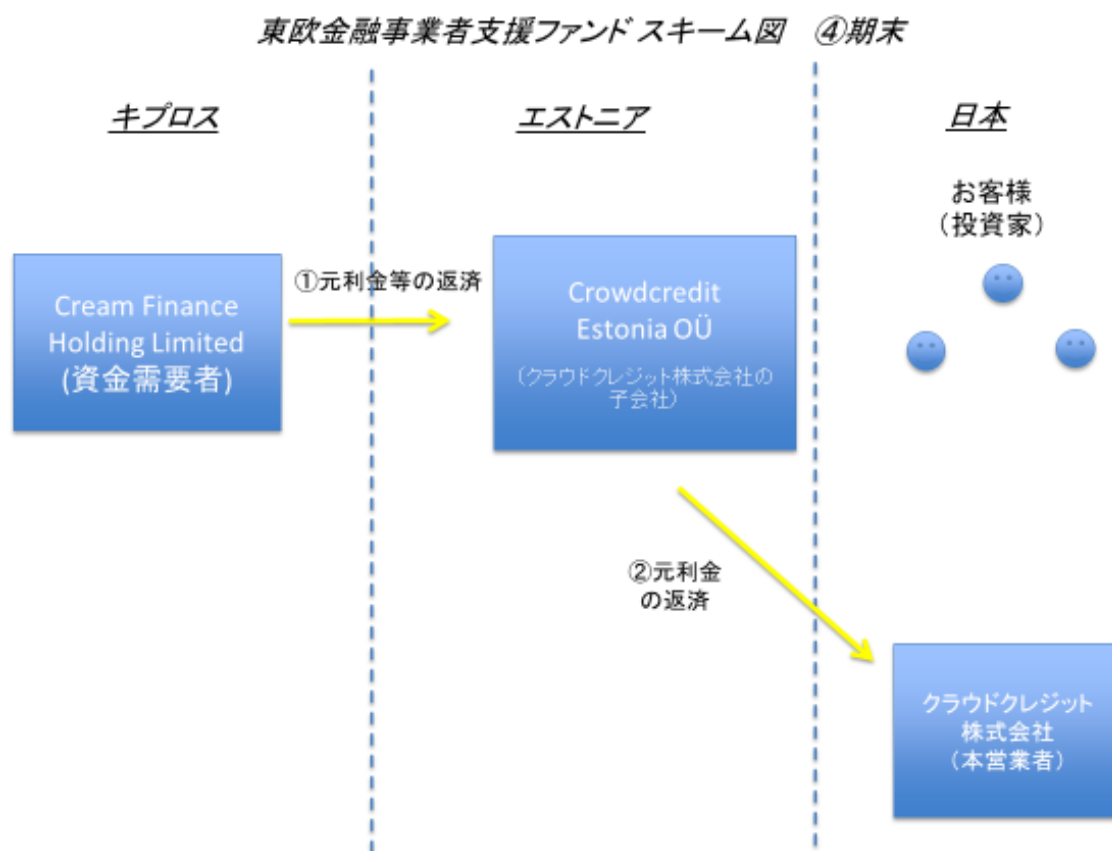 東欧金融事業者支援ファンド スキーム図　④期末
キプロス
エストニア
日本
お客様
（投資家）
Cream Finance
Holding Limited
(資金需要者)
①元利金等の返済
Crowdcredit
Estonia OÜ
（クラウドクレジット株式会社の
子会社）
②元利金
の返済
クラウドクレジット
株式会社
（本営業者）